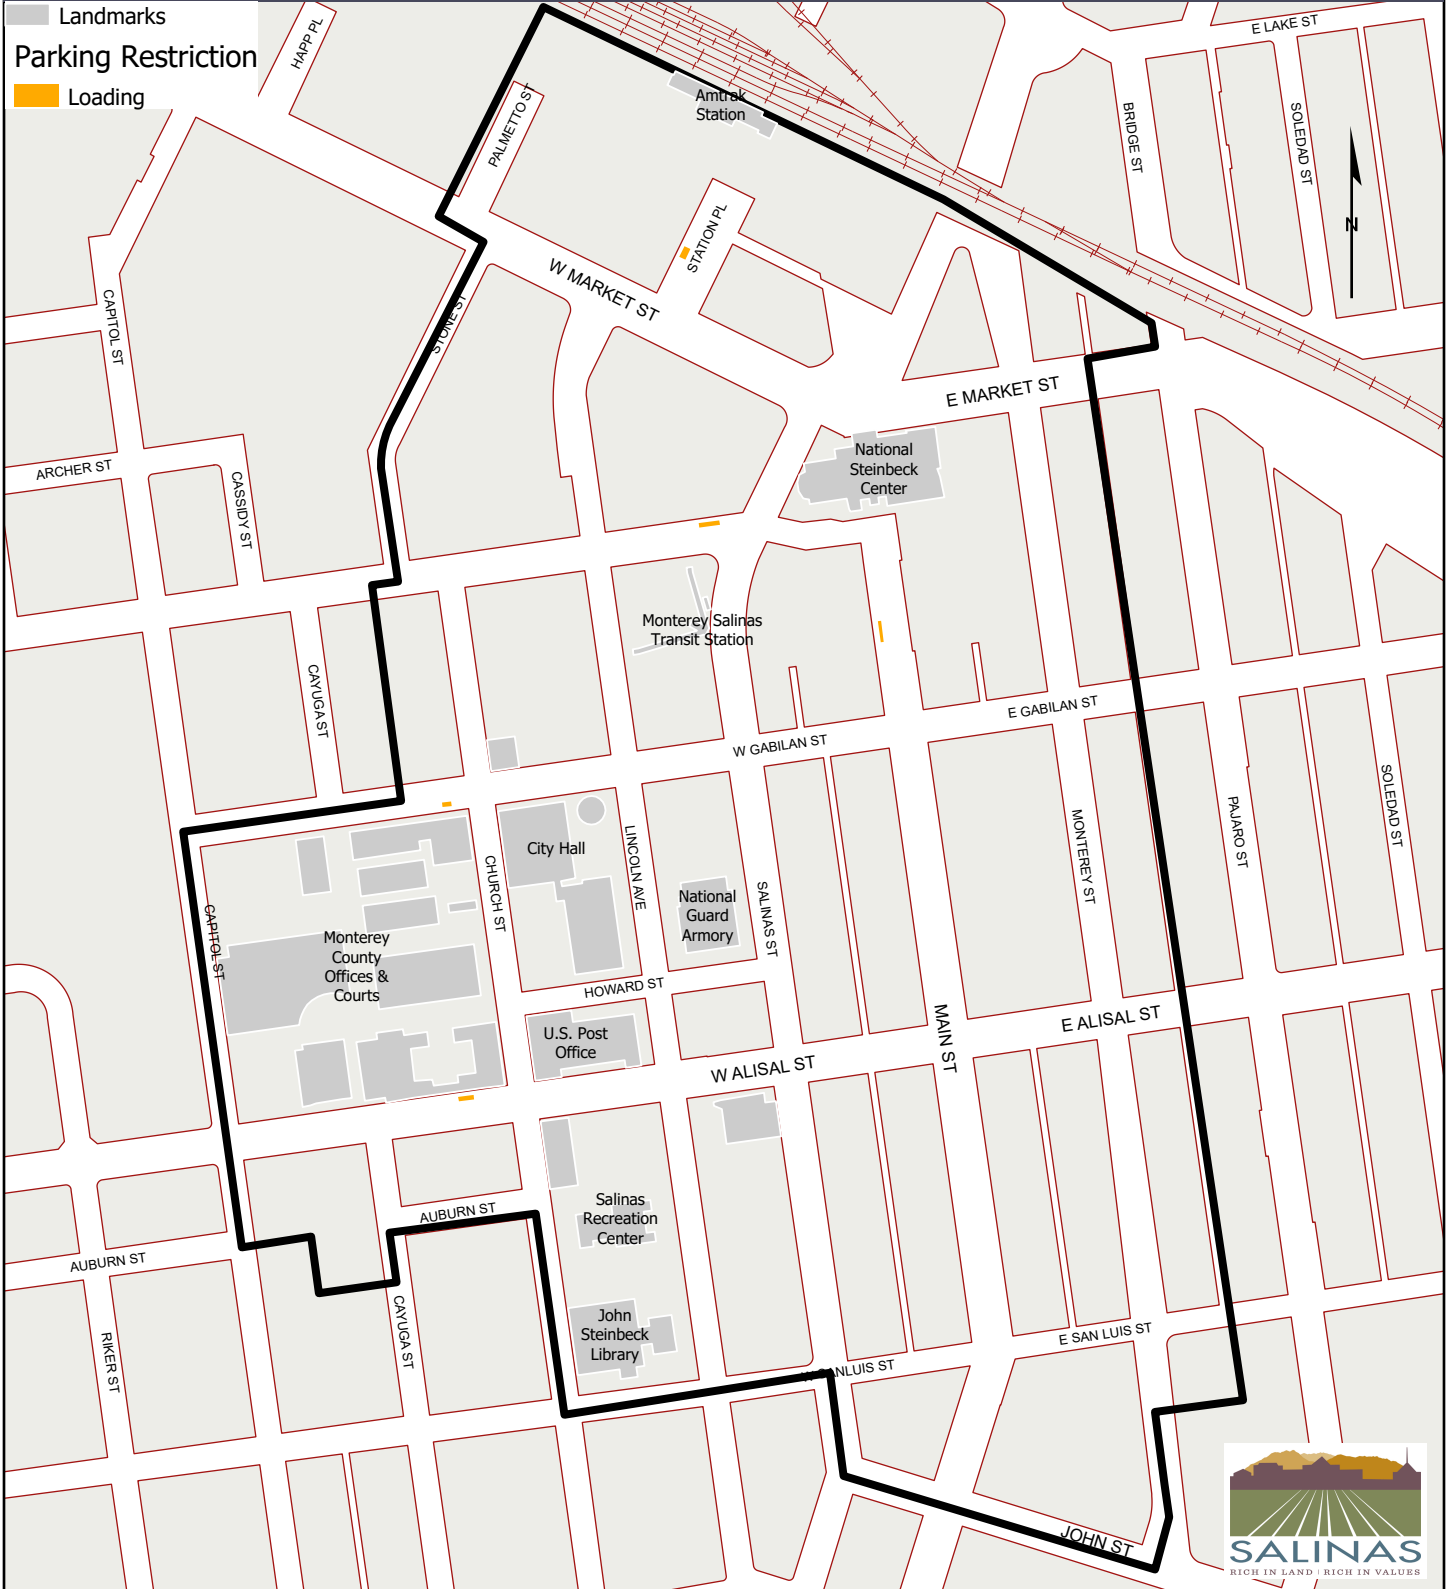 Landmarks
Parking Restriction
Loading
HAPP PL
E LAKE ST
Amtrak
Station
PALMETTO ST
BRIDGE ST
SOLEDAD ST
N
STATION PL
W MARKET ST
CAPITOL ST
STONE ST
E MARKET ST
ARCHER ST
CASSIDY ST
National
Steinbeck
Center
Monterey Salinas
Transit Station
CAYUGA ST
E GABILAN ST
W GABILAN ST
SOLEDAD ST
PAJARO ST
MONTEREY ST
City Hall
LINCOLN AVE
CHURCH ST
National
Guard
Armory
SALINAS ST
CAPITOL ST
Monterey
County
Offices &
Courts
HOWARD ST
U.S. Post
Office
MAIN ST
E ALISAL ST
W ALISAL ST
AUBURN ST
Salinas
Recreation
Center
AUBURN ST
CAYUGA ST
RIKER ST
John
Steinbeck
Library
E SAN LUIS ST
W SANLUIS ST
JOHN ST
SALINAS
RICH IN LAND | RICH IN VALUES